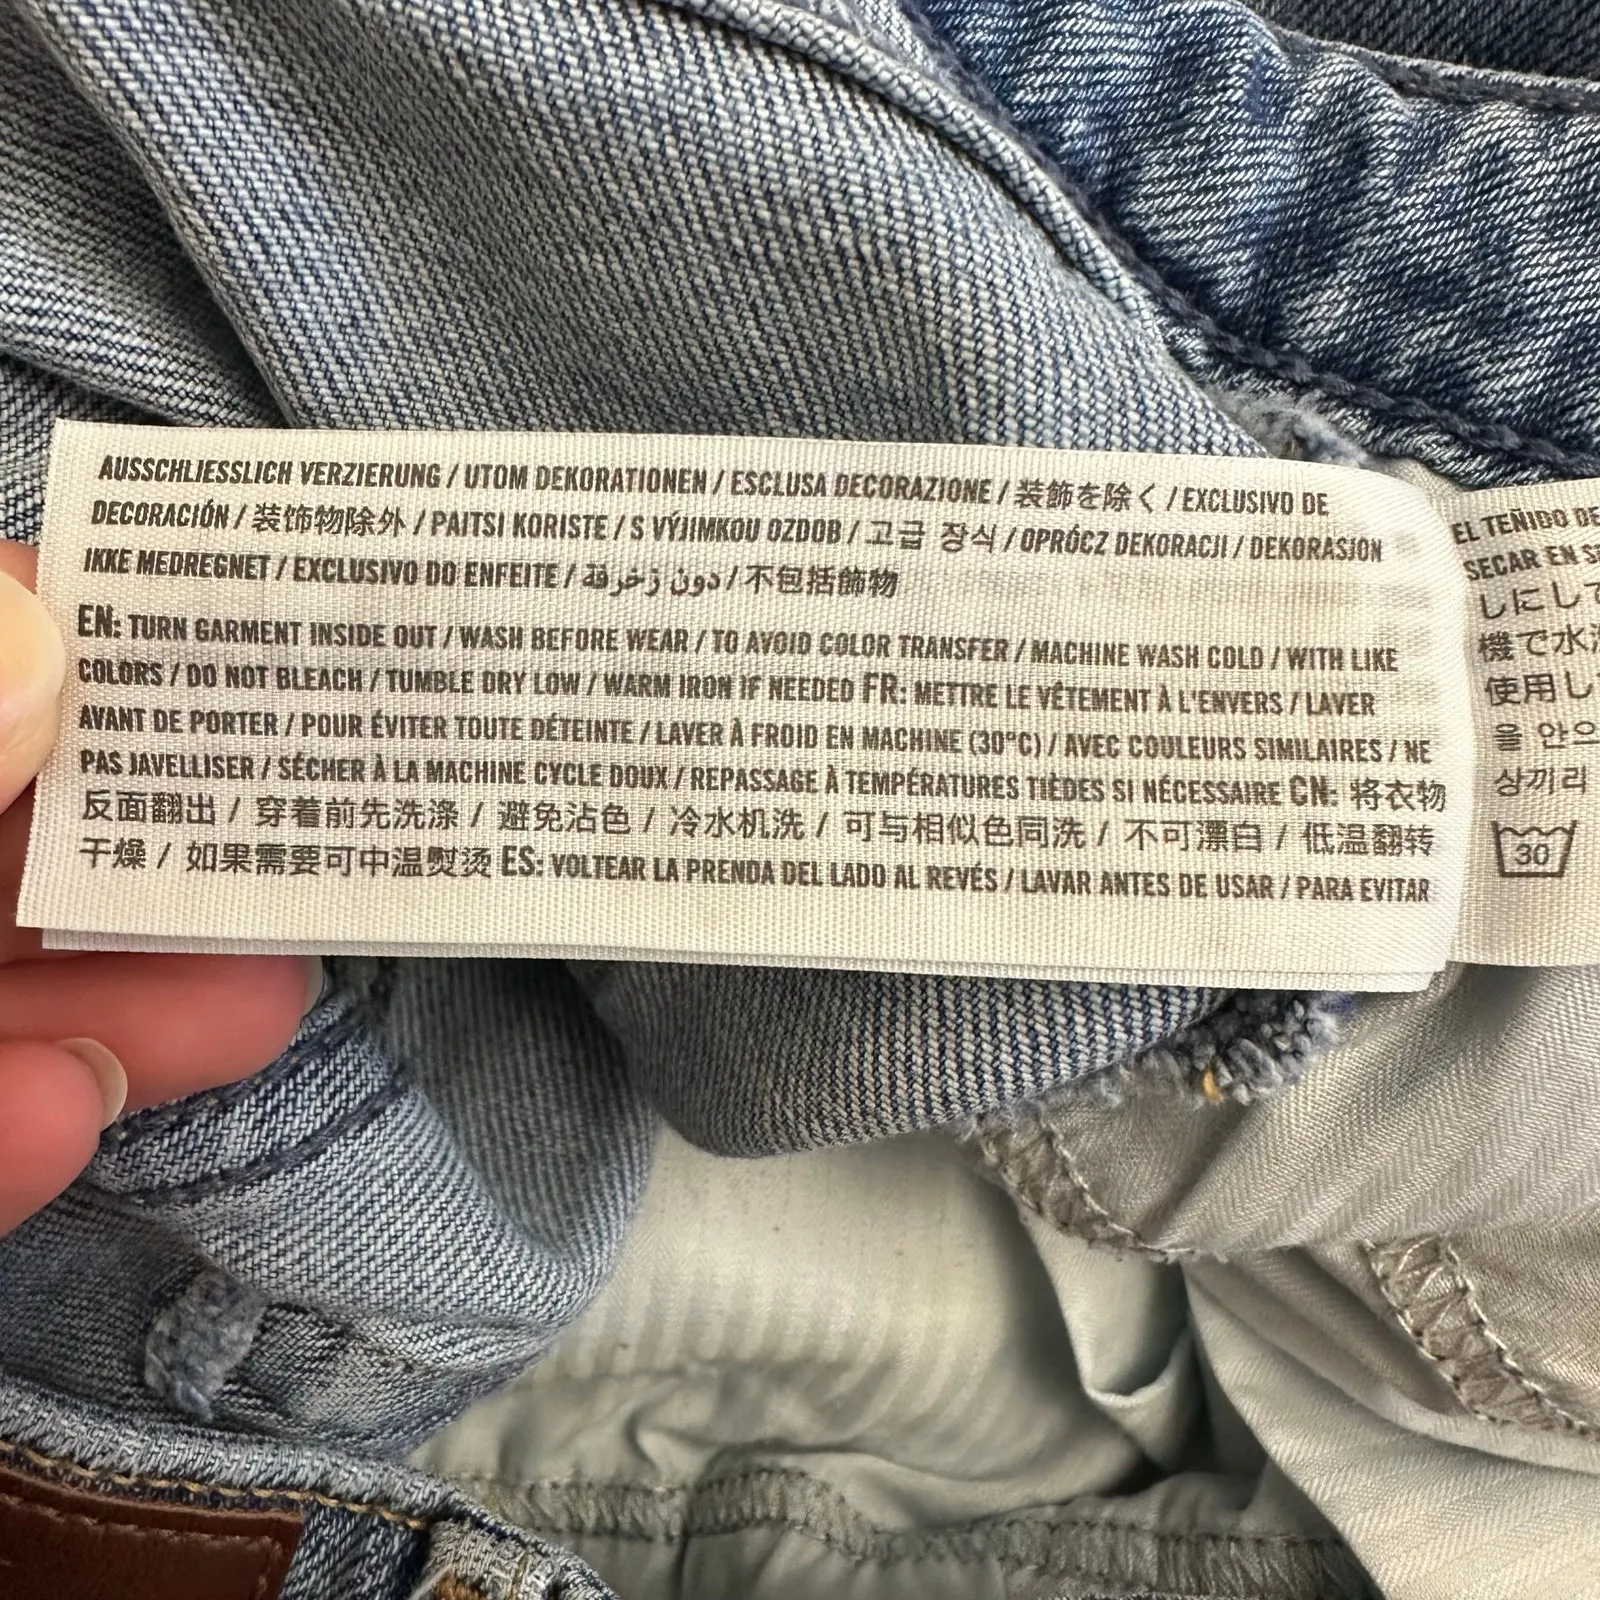 AUSSCHLIESSLICH VERZIERUNG / UTOM DEKORATIONEN / ESCLUSA DECORAZIONE / 装飾を除く / EXCLUSIVO DE
DECORACIÓN / 装饰物除外 / PAITSI KORISTE / S VÝJIMKOU OZDOB / 고급 장식 / OPRÓCZ DEKORACJI / DEKORASJON
IKKE MEDREGNET / EXCLUSIVO DO ENFEITE / دون زخرفة / 不包括飾物
EN: TURN GARMENT INSIDE OUT / WASH BEFORE WEAR / TO AVOID COLOR TRANSFER / MACHINE WASH COLD / WITH LIKE
COLORS / DO NOT BLEACH / TUMBLE DRY LOW / WARM IRON IF NEEDED FR: METTRE LE VÊTEMENT À L'ENVERS / LAVER
AVANT DE PORTER / POUR ÉVITER TOUTE DÉTEINTE / LAVER À FROID EN MACHINE (30°C) / AVEC COULEURS SIMILAIRES / NE
PAS JAVELLISER / SÉCHER À LA MACHINE CYCLE DOUX / REPASSAGE À TEMPÉRATURES TIÈDES SI NÉCESSAIRE CN: 将衣物
反面翻出 / 穿着前先洗涤 / 避免沾色 / 冷水机洗 / 可与相似色同洗 / 不可漂白 / 低温翻转
干燥 / 如果需要可中温熨烫 ES: VOLTEAR LA PRENDA DEL LADO AL REVÉS / LAVAR ANTES DE USAR / PARA EVITAR
EL TEÑIDO DE
SECAR EN
しにして
機で水
使用し
을 안으
상끼리
30